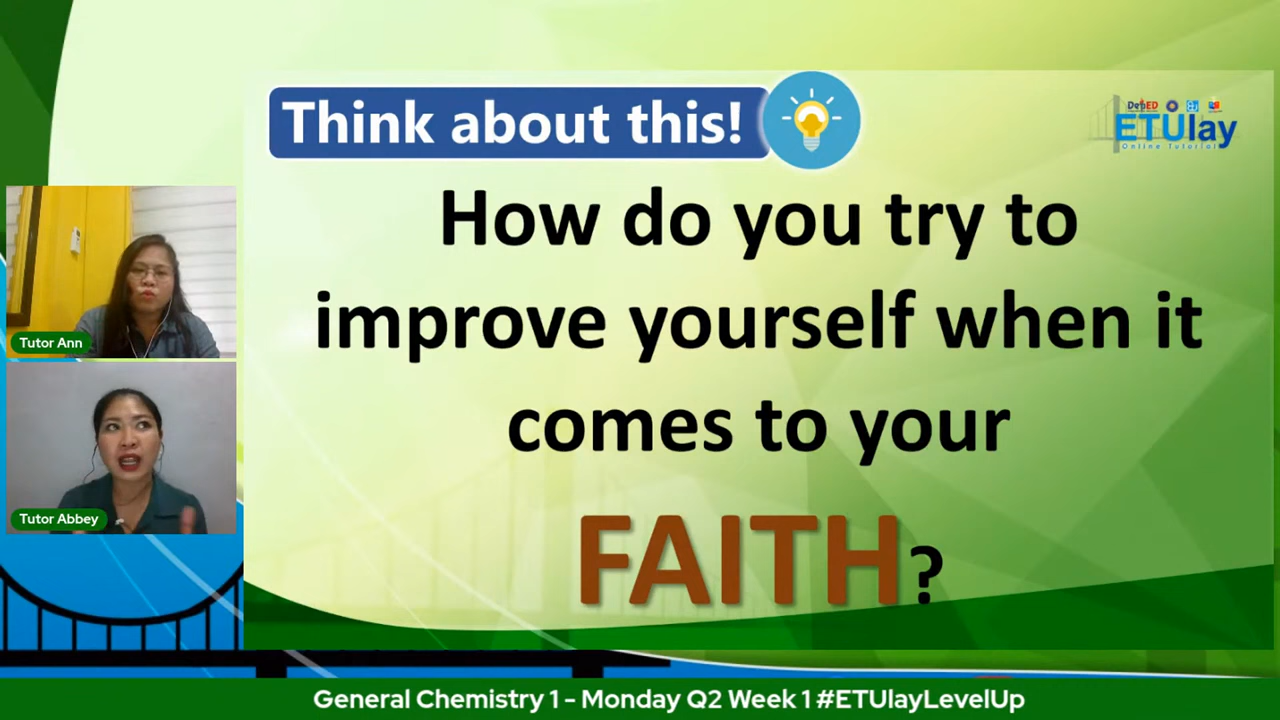 Think about this!
DepED
ETUlay
Online Tutorial
How do you try to
improve yourself when it
comes to your
FAITH?
Tutor Ann
Tutor Abbey
General Chemistry 1 - Monday Q2 Week 1 #ETUlayLevelUp